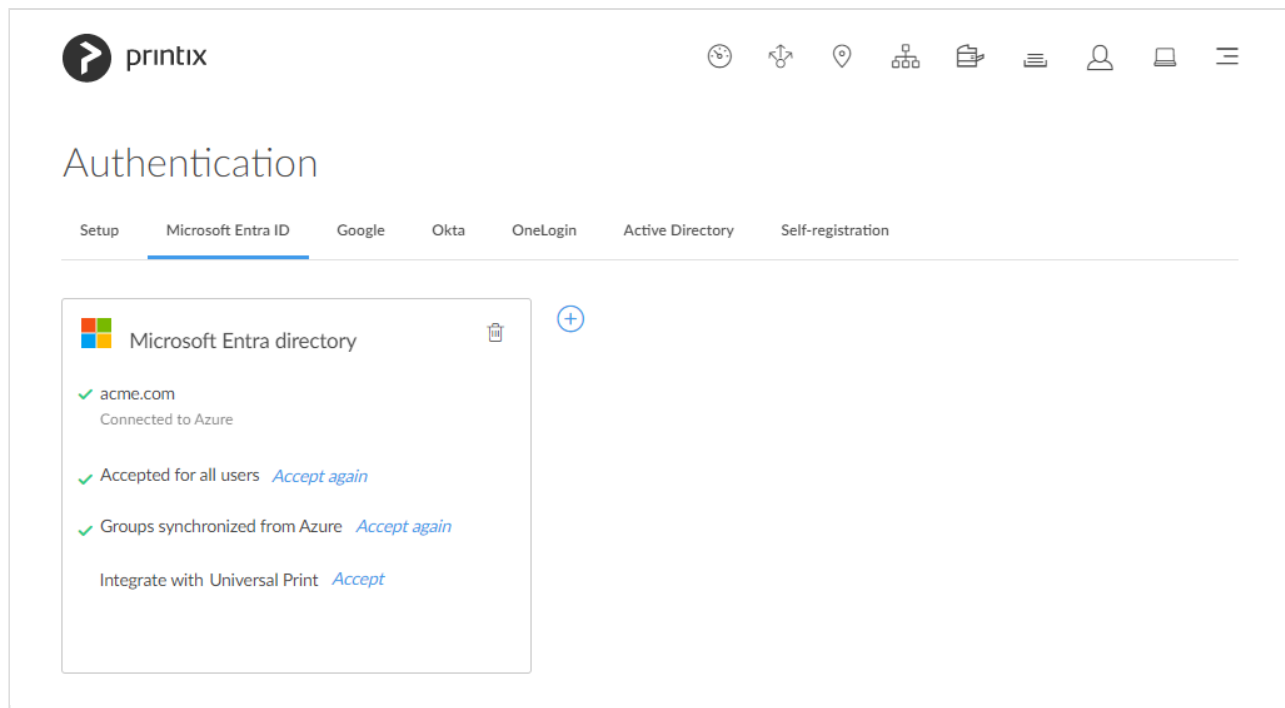 printix
Authentication
Setup Microsoft Entra ID Google Okta OneLogin Active Directory Self-registration
Microsoft Entra directory
acme.com
Connected to Azure
Accepted for all users Accept again
Groups synchronized from Azure Accept again
Integrate with Universal Print Accept